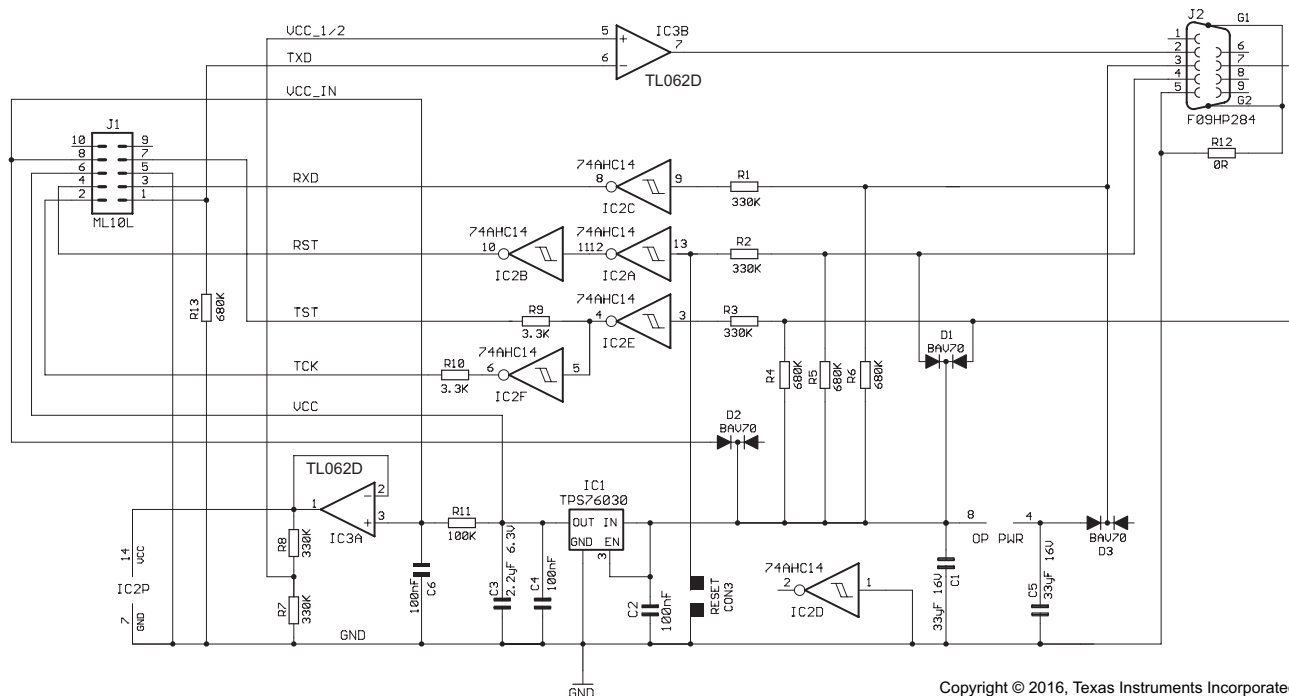 VCC_1/2
5
+
IC3B
7
6
-
TL062D
TXD
VCC_IN
J2
G1
1
2
3
4
5
6
7
8
9
G2
F09HP284
R12
0R
J1
10
8
6
4
2
9
7
5
3
1
ML10L
RXD
74AHC14
8
9
IC2C
R1
330K
RST
74AHC14
10
IC2B
74AHC14
1112
13
IC2A
R2
330K
R13
680K
TST
R9
3.3K
74AHC14
4
3
IC2E
R3
330K
TCK
R10
3.3K
74AHC14
6
5
IC2F
R4
680K
R5
680K
R6
680K
D1
BAV70
VCC
D2
BAV70
TL062D
1
2
-
3
+
IC3A
R11
100K
IC1
TPS76030
OUT IN
GND EN
3
8
4
OP PWR
BAV70
D3
14
VCC
IC2P
7
GND
R8
330K
R7
330K
100nF
C6
C3
2.2yF 6.3V
C4
100nF
C2
100nF
RESET
CON3
74AHC14
2
1
IC2D
33yF 16V
C1
C5
33yF 16V
GND
GND
Copyright © 2016, Texas Instruments Incorporate